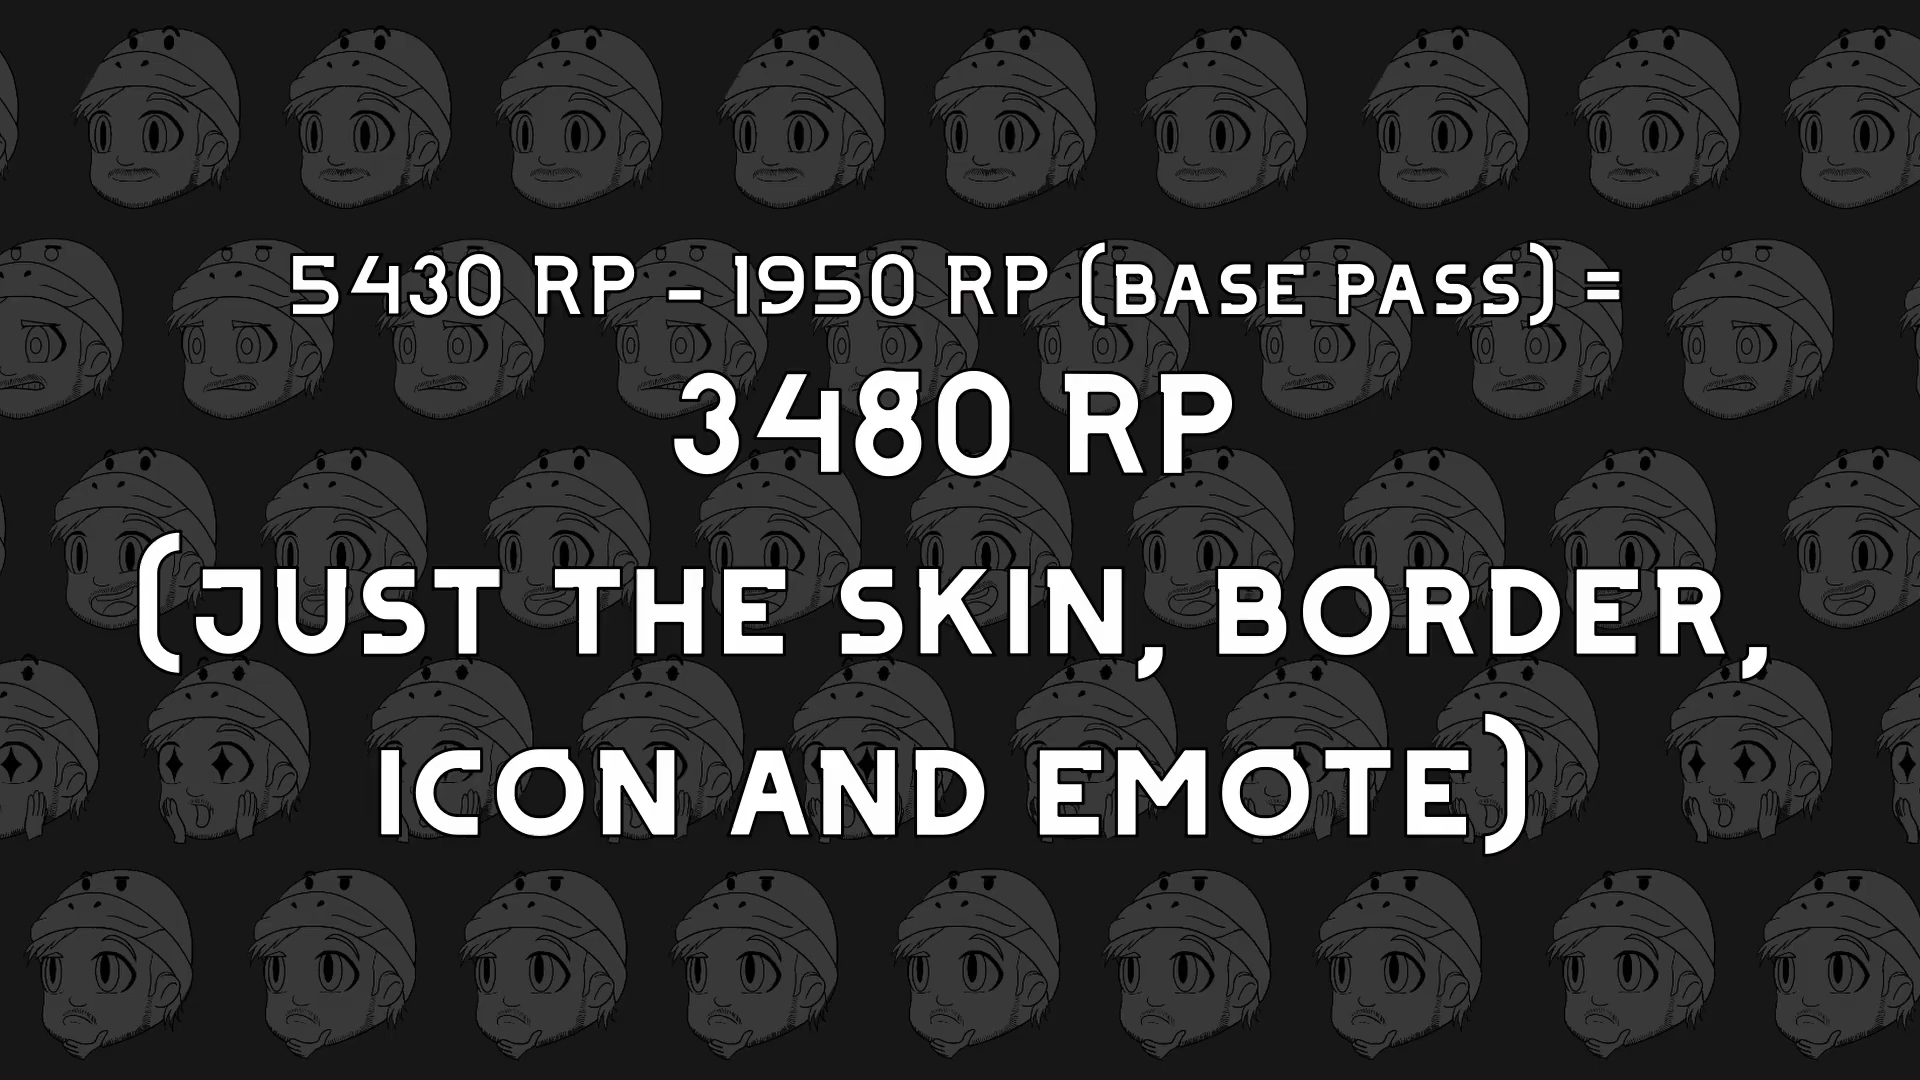 5430 RP - 1950 RP (BASE PASS) =
3480 RP
(JUST THE SKIN, BORDER,
ICON AND EMOTE)